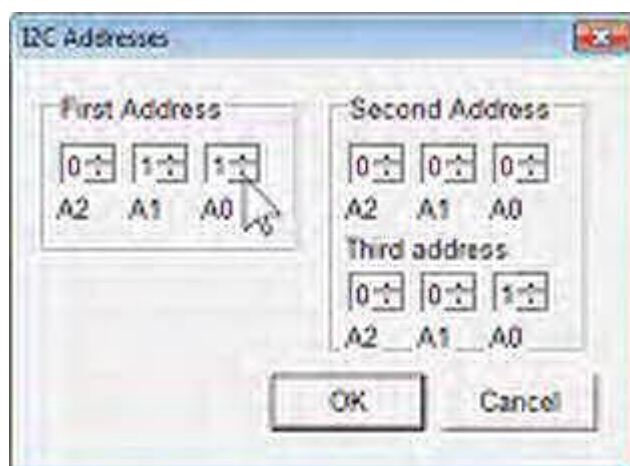 I2C Addresses
First Address
0 1 1
A2 A1 A0
Second Address
0 0 0
A2 A1 A0
Third address
0 0 1
A2 A1 A0
OK Cancel